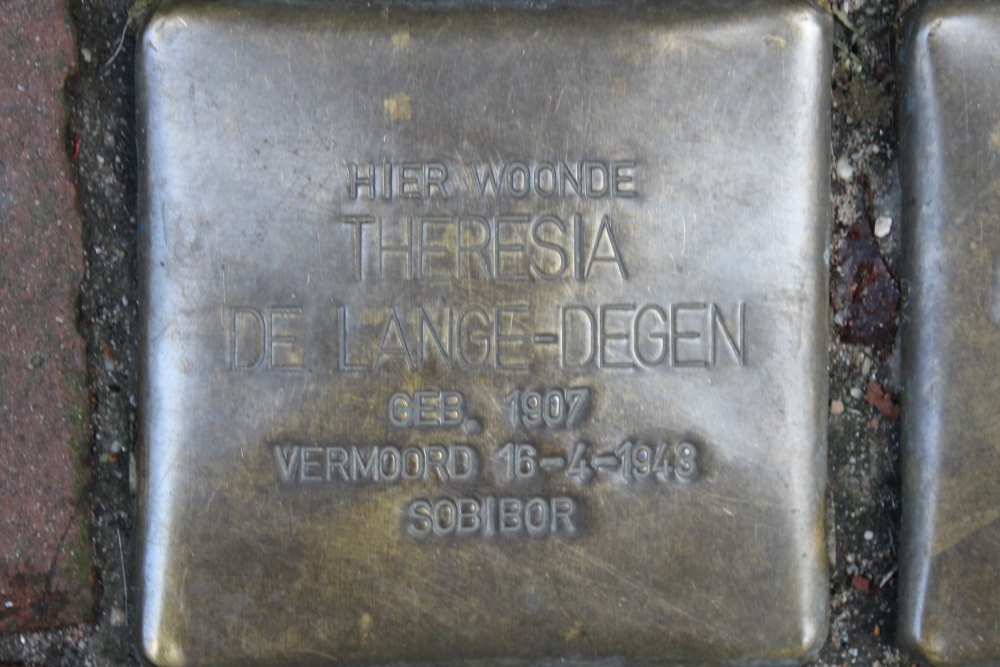 HIER WOONDE
THERESIA
DE LANGE-DEGEN
GEB. 1907
VERMOORD 16-4-1943
SOBIBOR